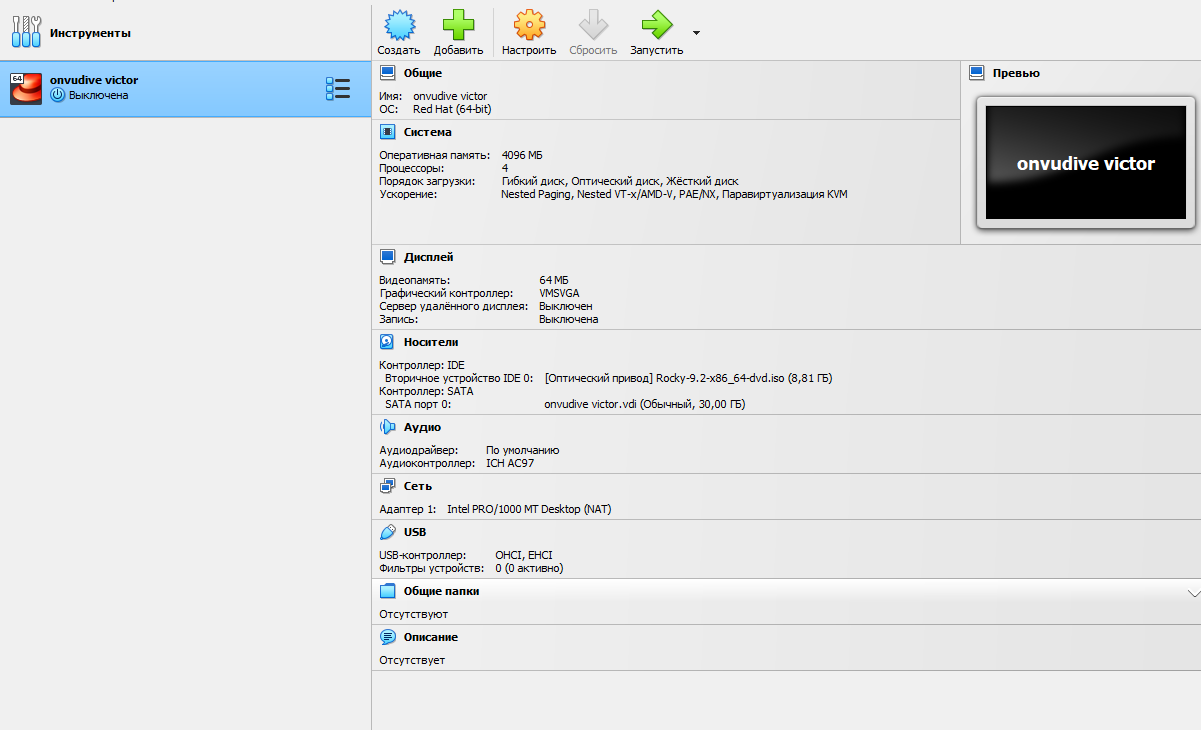 Инструменты
Создать Добавить Настроить Сбросить Запустить
64
onvudive victor
Выключена
Общие
Имя: onvudive victor
ОС: Red Hat (64-bit)
Превью
onvudive victor
Система
Оперативная память: 4096 МБ
Процессоры: 4
Порядок загрузки: Гибкий диск, Оптический диск, Жёсткий диск
Ускорение: Nested Paging, Nested VT-x/AMD-V, PAE/NX, Паравиртуализация KVM
Дисплей
Видеопамять: 64 МБ
Графический контроллер: VMSVGA
Сервер удалённого дисплея: Выключен
Запись: Выключена
Носители
Контроллер: IDE
Вторичное устройство IDE 0: [Оптический привод] Rocky-9.2-x86_64-dvd.iso (8,81 ГБ)
Контроллер: SATA
SATA порт 0: onvudive victor.vdi (Обычный, 30,00 ГБ)
Аудио
Аудиодрайвер: По умолчанию
Аудиоконтроллер: ICH AC97
Сеть
Адаптер 1: Intel PRO/1000 MT Desktop (NAT)
USB
USB-контроллер: OHCI, EHCI
Фильтры устройств: 0 (0 активно)
Общие папки
Отсутствуют
Описание
Отсутствует